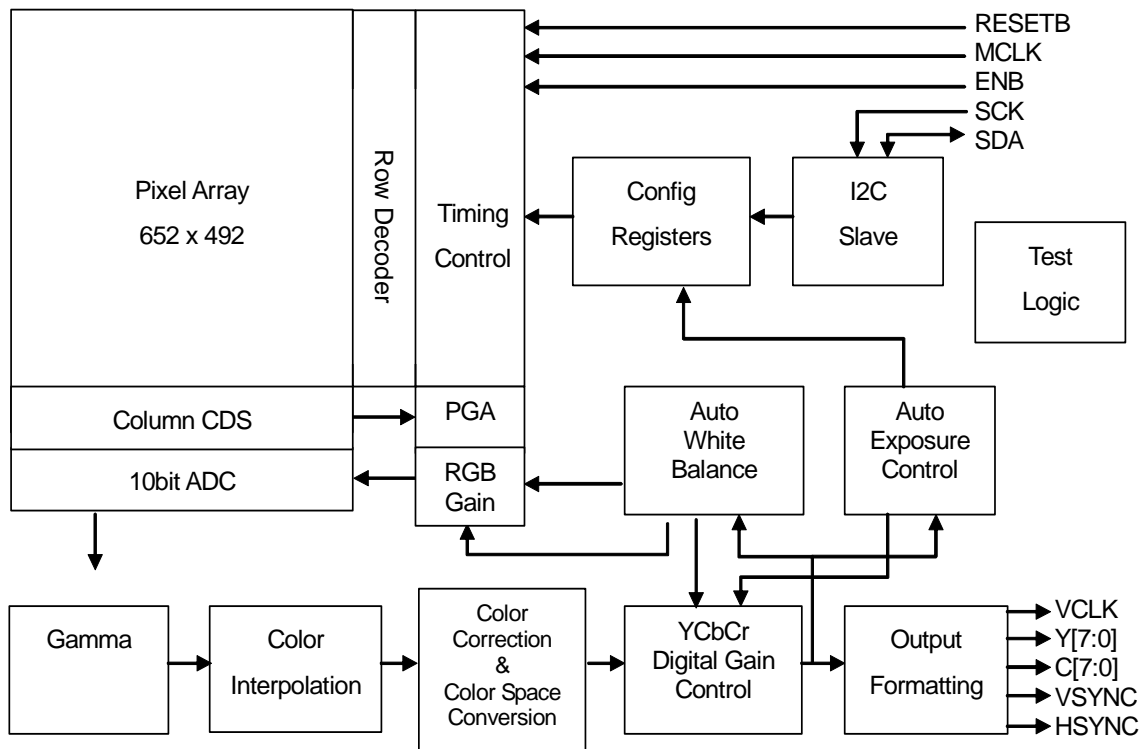 RESETB
MCLK
ENB
SCK
SDA
Pixel Array
652 x 492
Row Decoder
Timing
Control
Config
Registers
I2C
Slave
Test
Logic
Column CDS
PGA
10bit ADC
RGB
Gain
Auto
White
Balance
Auto
Exposure
Control
Gamma
Color
Interpolation
Color
Correction
&
Color Space
Conversion
YCbCr
Digital Gain
Control
Output
Formatting
VCLK
Y[7:0]
C[7:0]
VSYNC
HSYNC